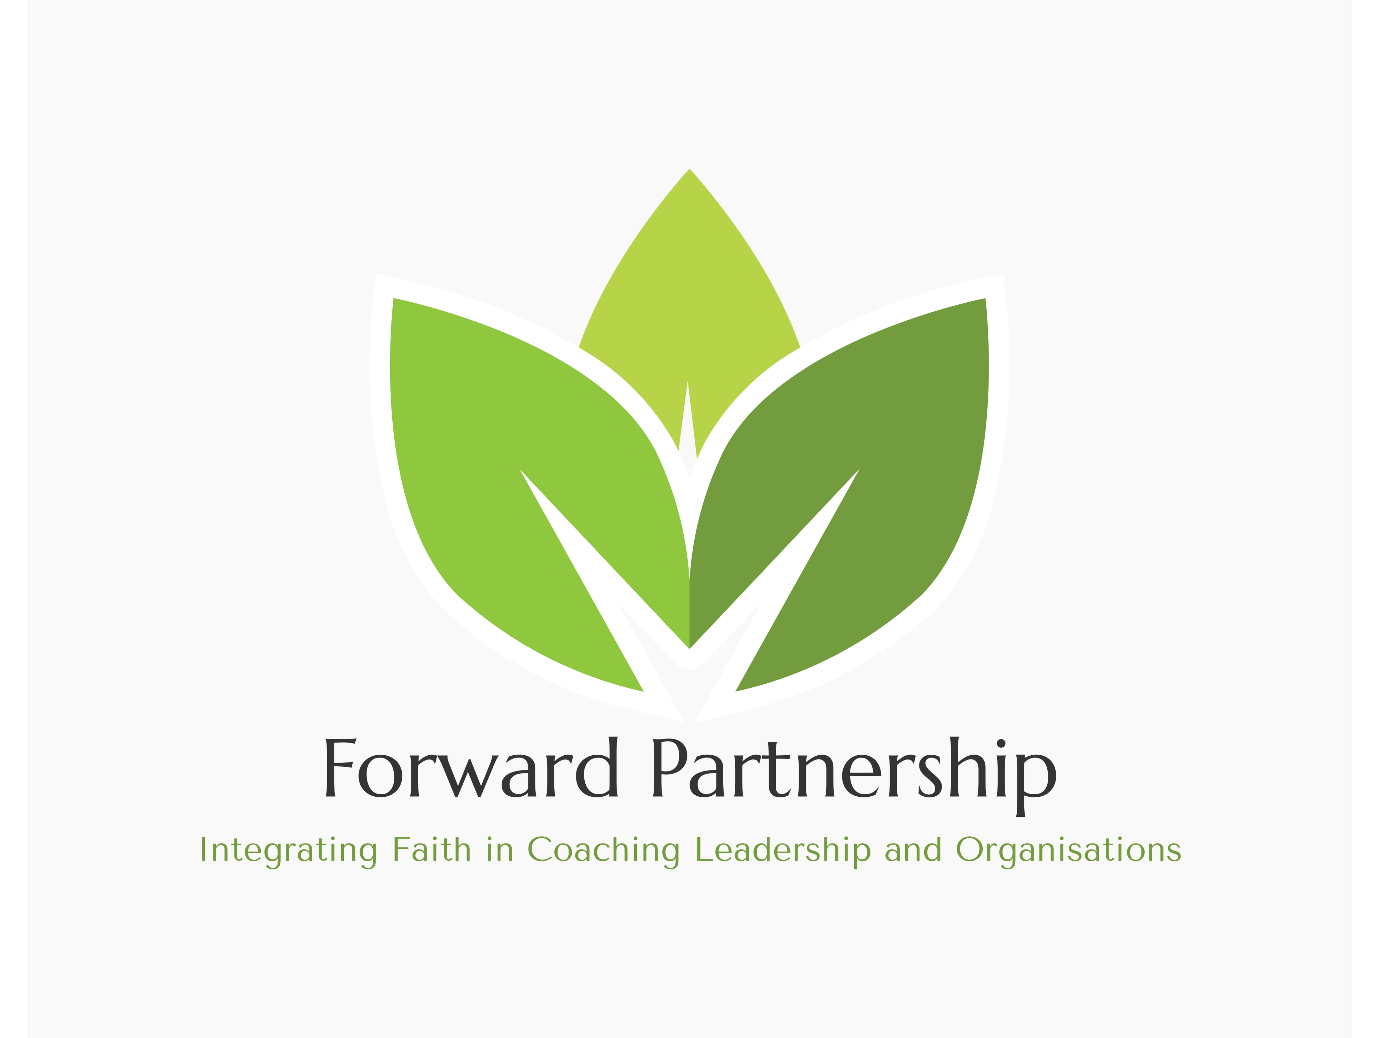 Forward Partnership
Integrating Faith in Coaching Leadership and Organisations